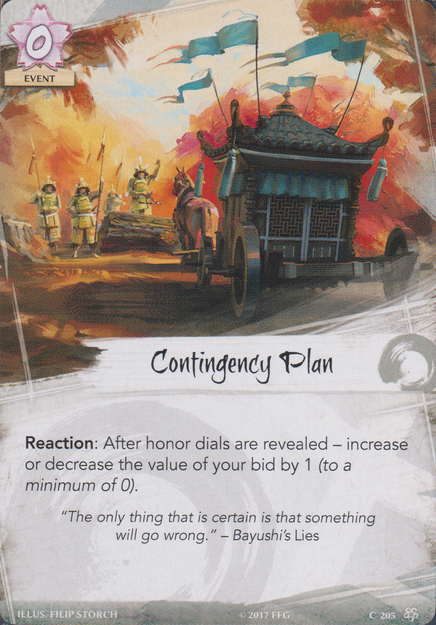 0
EVENT
Contingency Plan
Reaction: After honor dials are revealed – increase
or decrease the value of your bid by 1 (to a
minimum of 0).
“The only thing that is certain is that something
will go wrong.” – Bayushi’s Lies
ILLUS. FILIP STORCH
© 2017 FFG
C 205